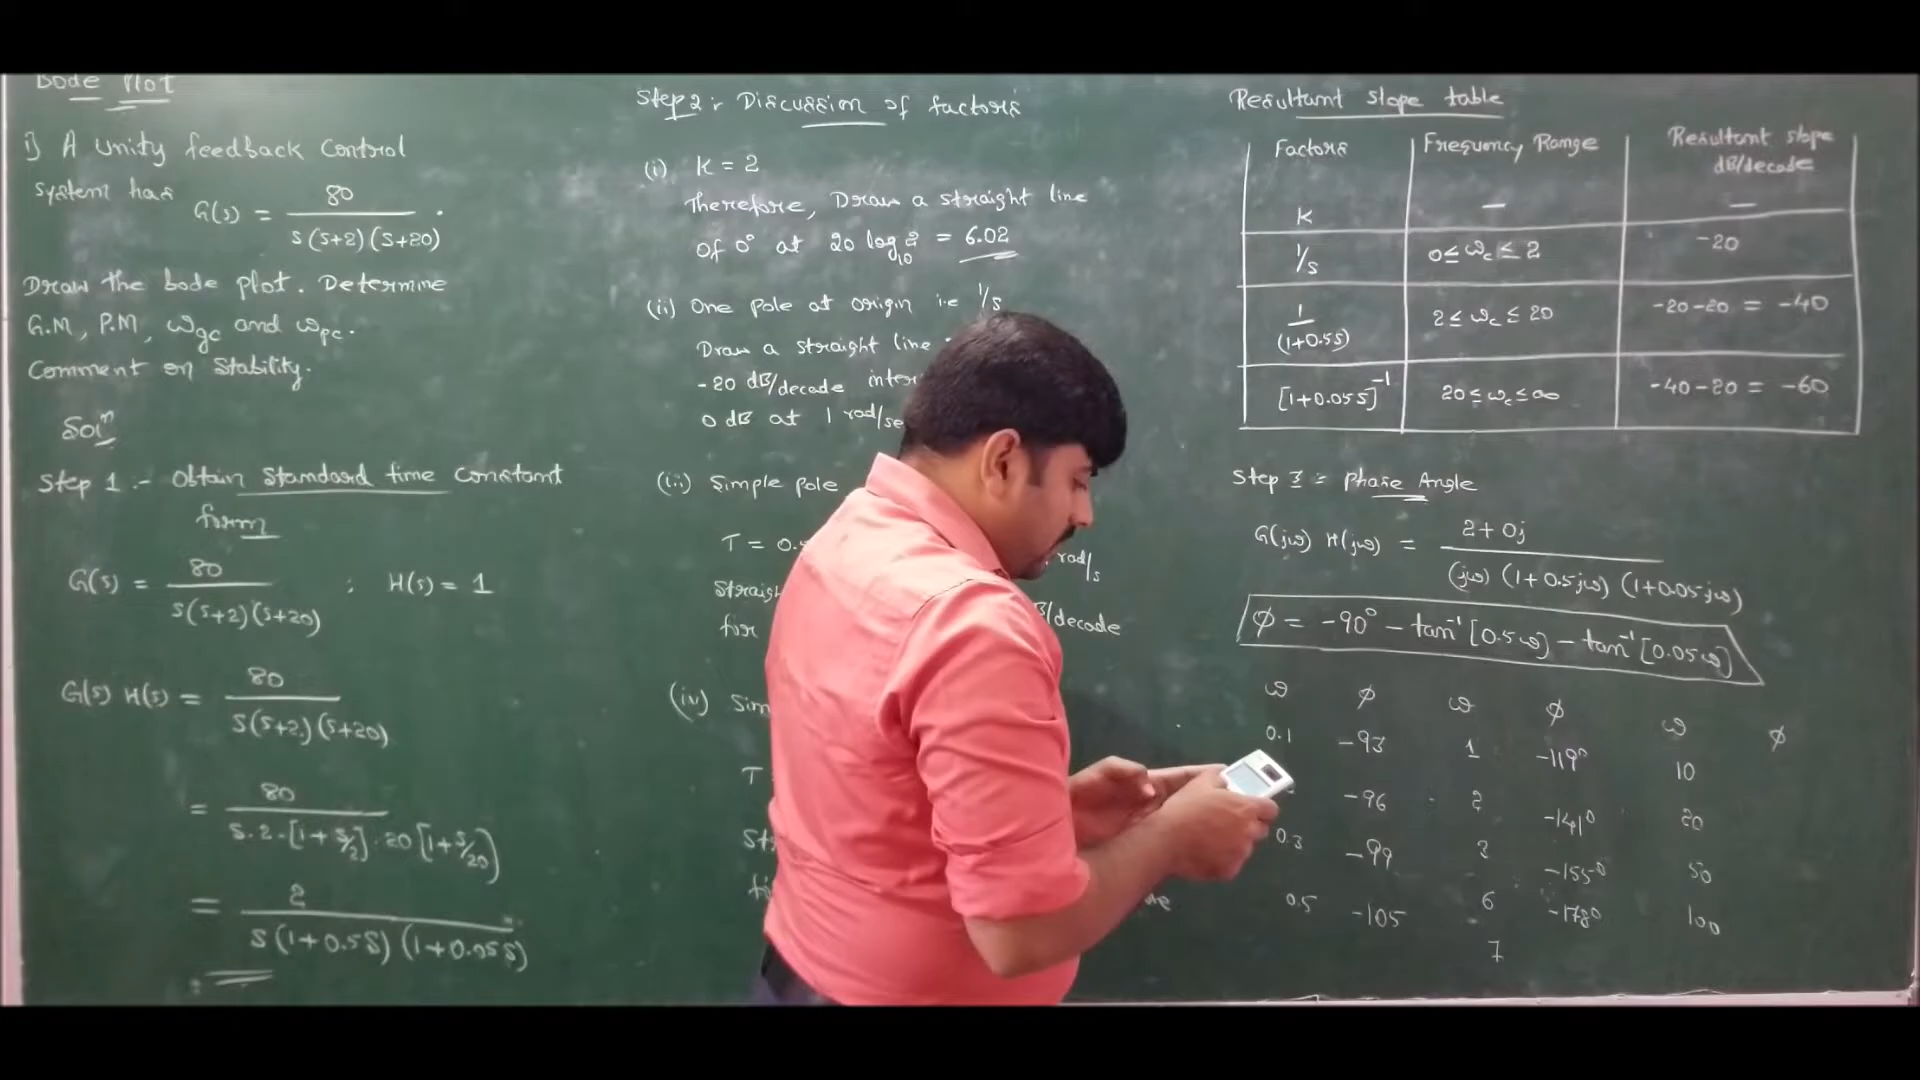 Bode Plot
1) A unity feedback control
system has G(s) = 80 / s(s+2)(s+20).
Draw the bode plot. Determine
G.M, P.M, ωgc and ωpc.
Comment on Stability.
Solⁿ
Step 1 :- Obtain Standard time Constant
form
G(s) = 80 / s(s+2)(s+20) ; H(s) = 1
G(s) H(s) = 80 / s(s+2)(s+20)
= 80 / s.2.[1+s/2].20[1+s/20]
= 2 / s(1+0.5s)(1+0.05s)
Step 2 : Discussion of factors
(i) K = 2
Therefore, Draw a straight line
of 0° at 20 log₁₀ 2 = 6.02
(ii) One pole at origin i.e 1/s
Draw a straight line
-20 dB/decade
0 dB at 1 rad/se
(ii) Simple pole
T = 0.
rad/s
B/decade
for
(iv) Sim
T
Resultant slope table
Factors | Frequency Range | Resultant slope dB/decade
K | — | —
1/s | 0≤ωc≤2 | -20
1/(1+0.5s) | 2≤ωc≤20 | -20-20 = -40
[1+0.05s]⁻¹ | 20≤ωc≤∞ | -40-20 = -60
Step 3 : Phase Angle
G(jω) H(jω) = 2+0j / (jω)(1+0.5jω)(1+0.05jω)
φ = -90° - tan⁻¹[0.5ω] - tan⁻¹[0.05ω]
ω φ ω φ ω φ
0.1 -93 1 -119° 10
-96 2 -141° 20
0.3 -99 3 -155° 50
0.5 -105 6 -178° 100
7